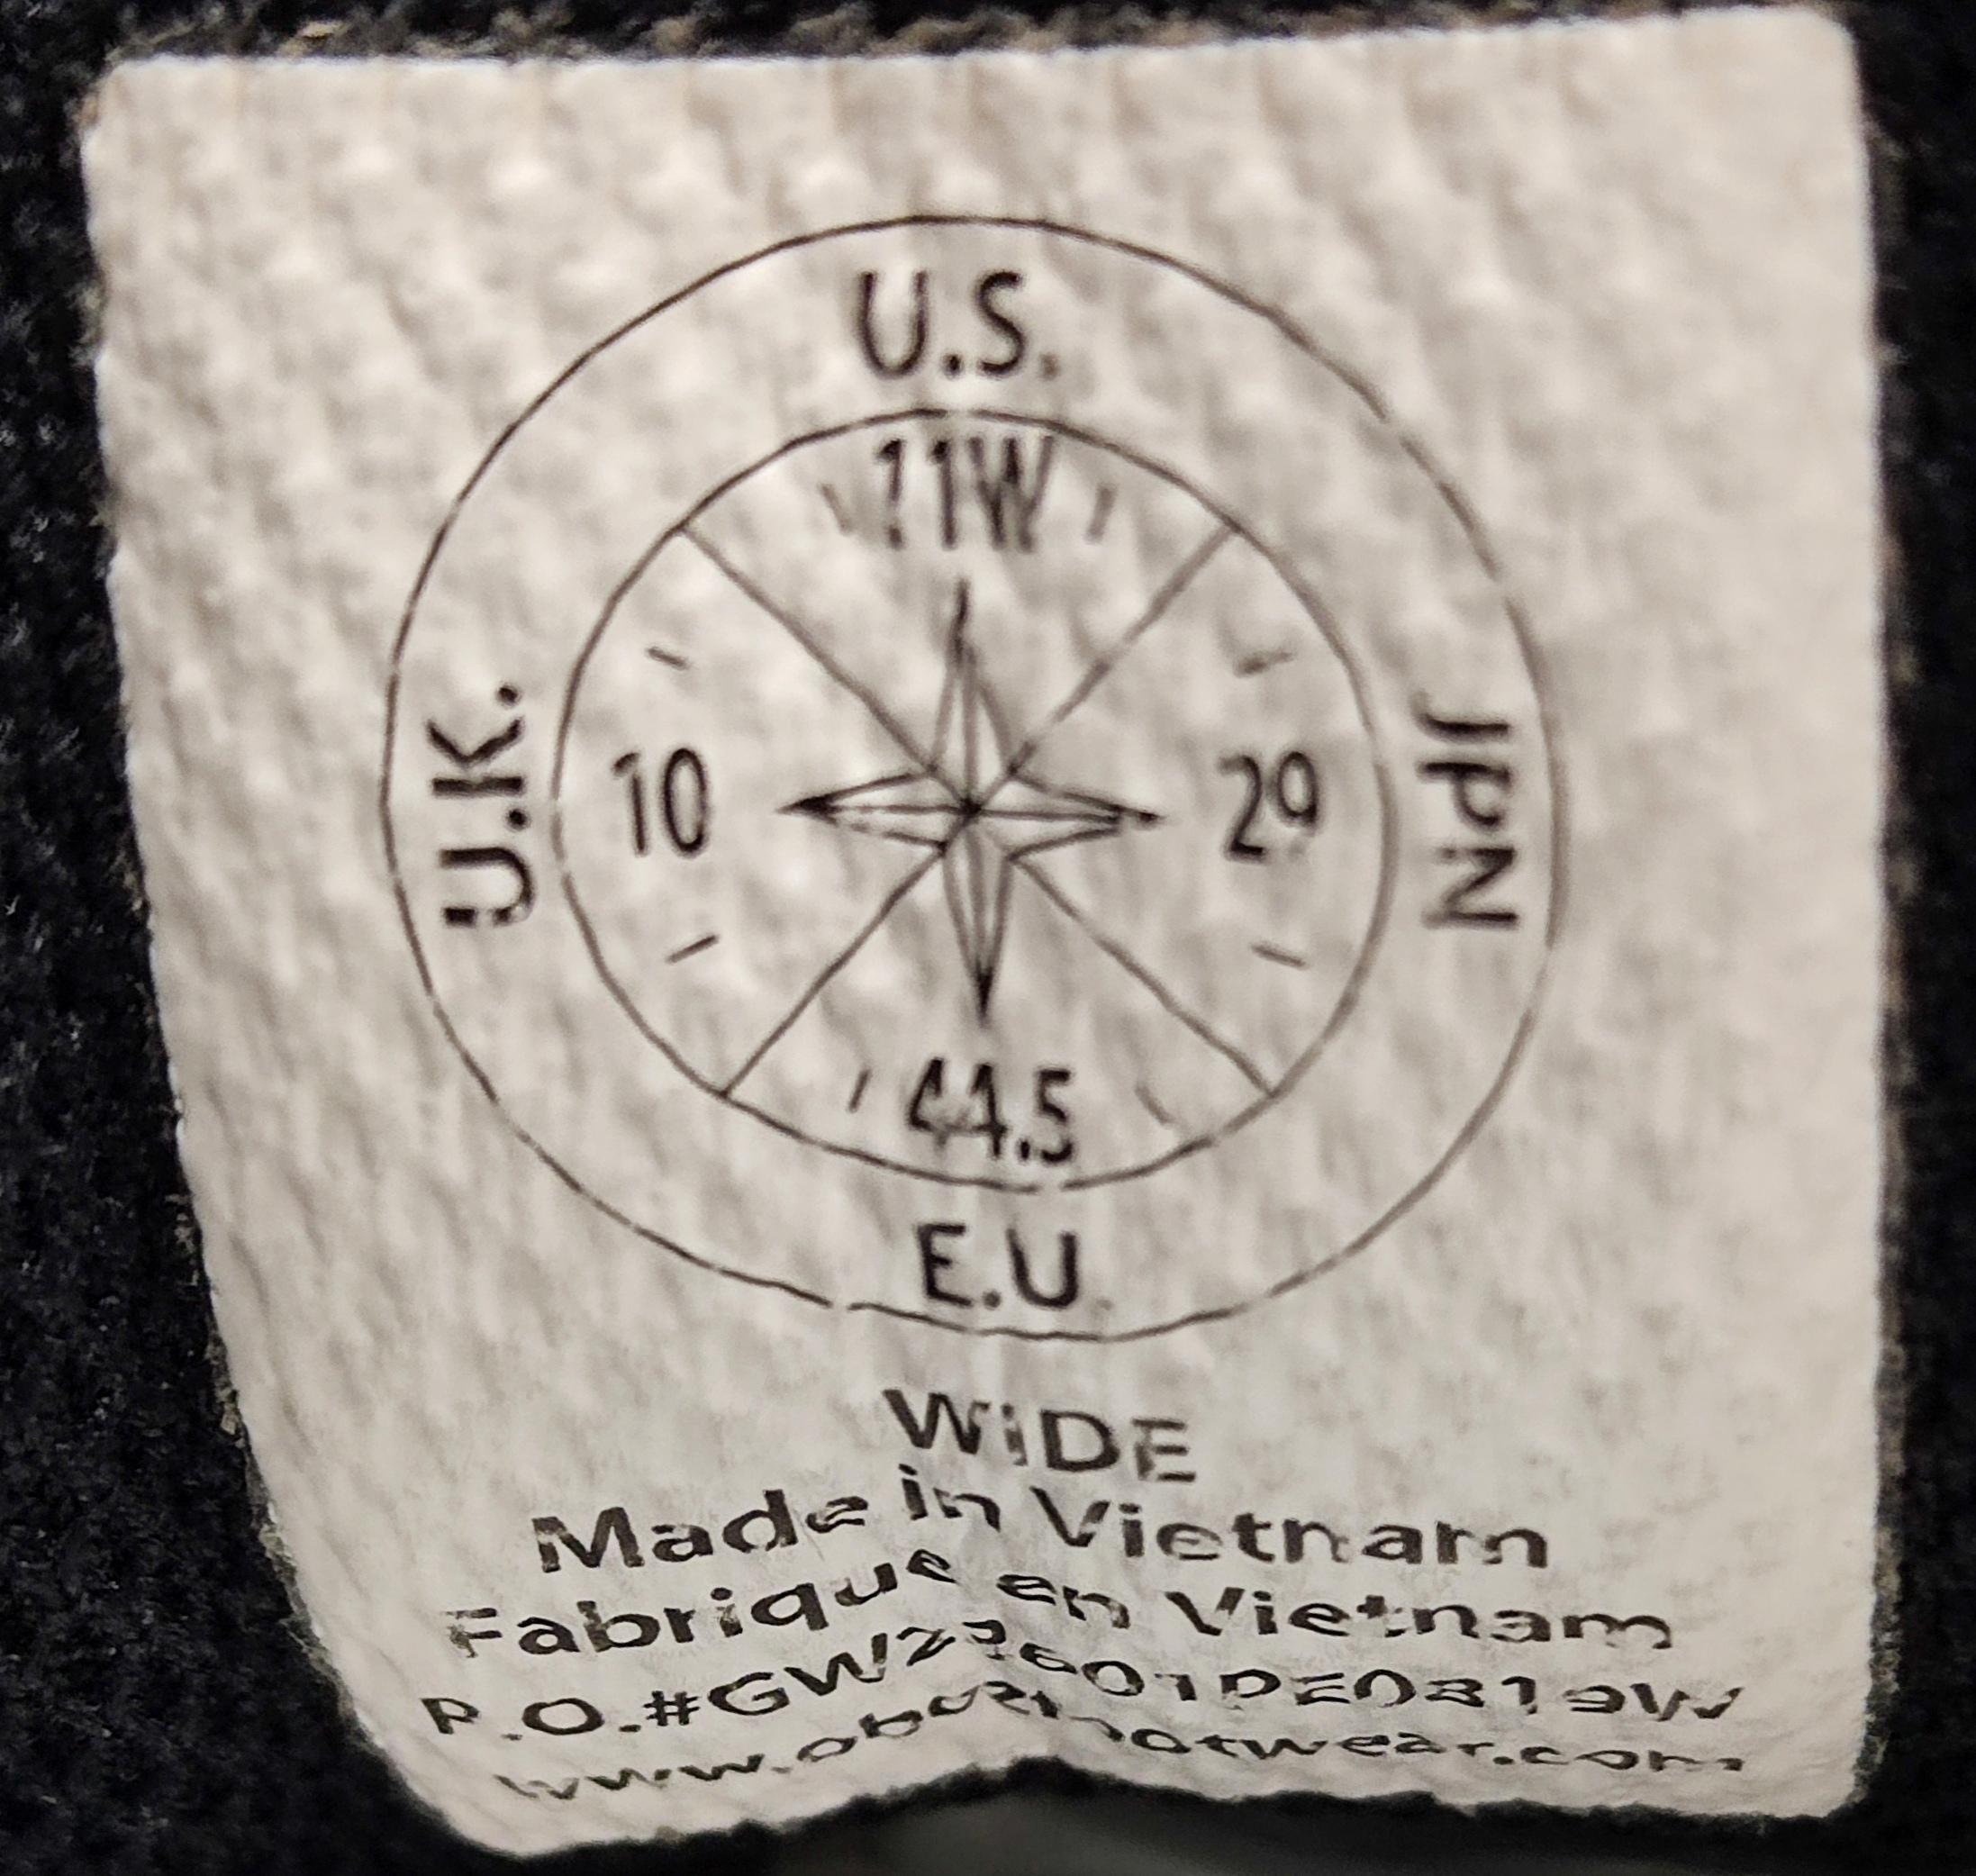 U.S.
11W
U.K.
10
29
JPN
44.5
E.U.
WIDE
Made in Vietnam
Fabrique en Vietnam
P.O.